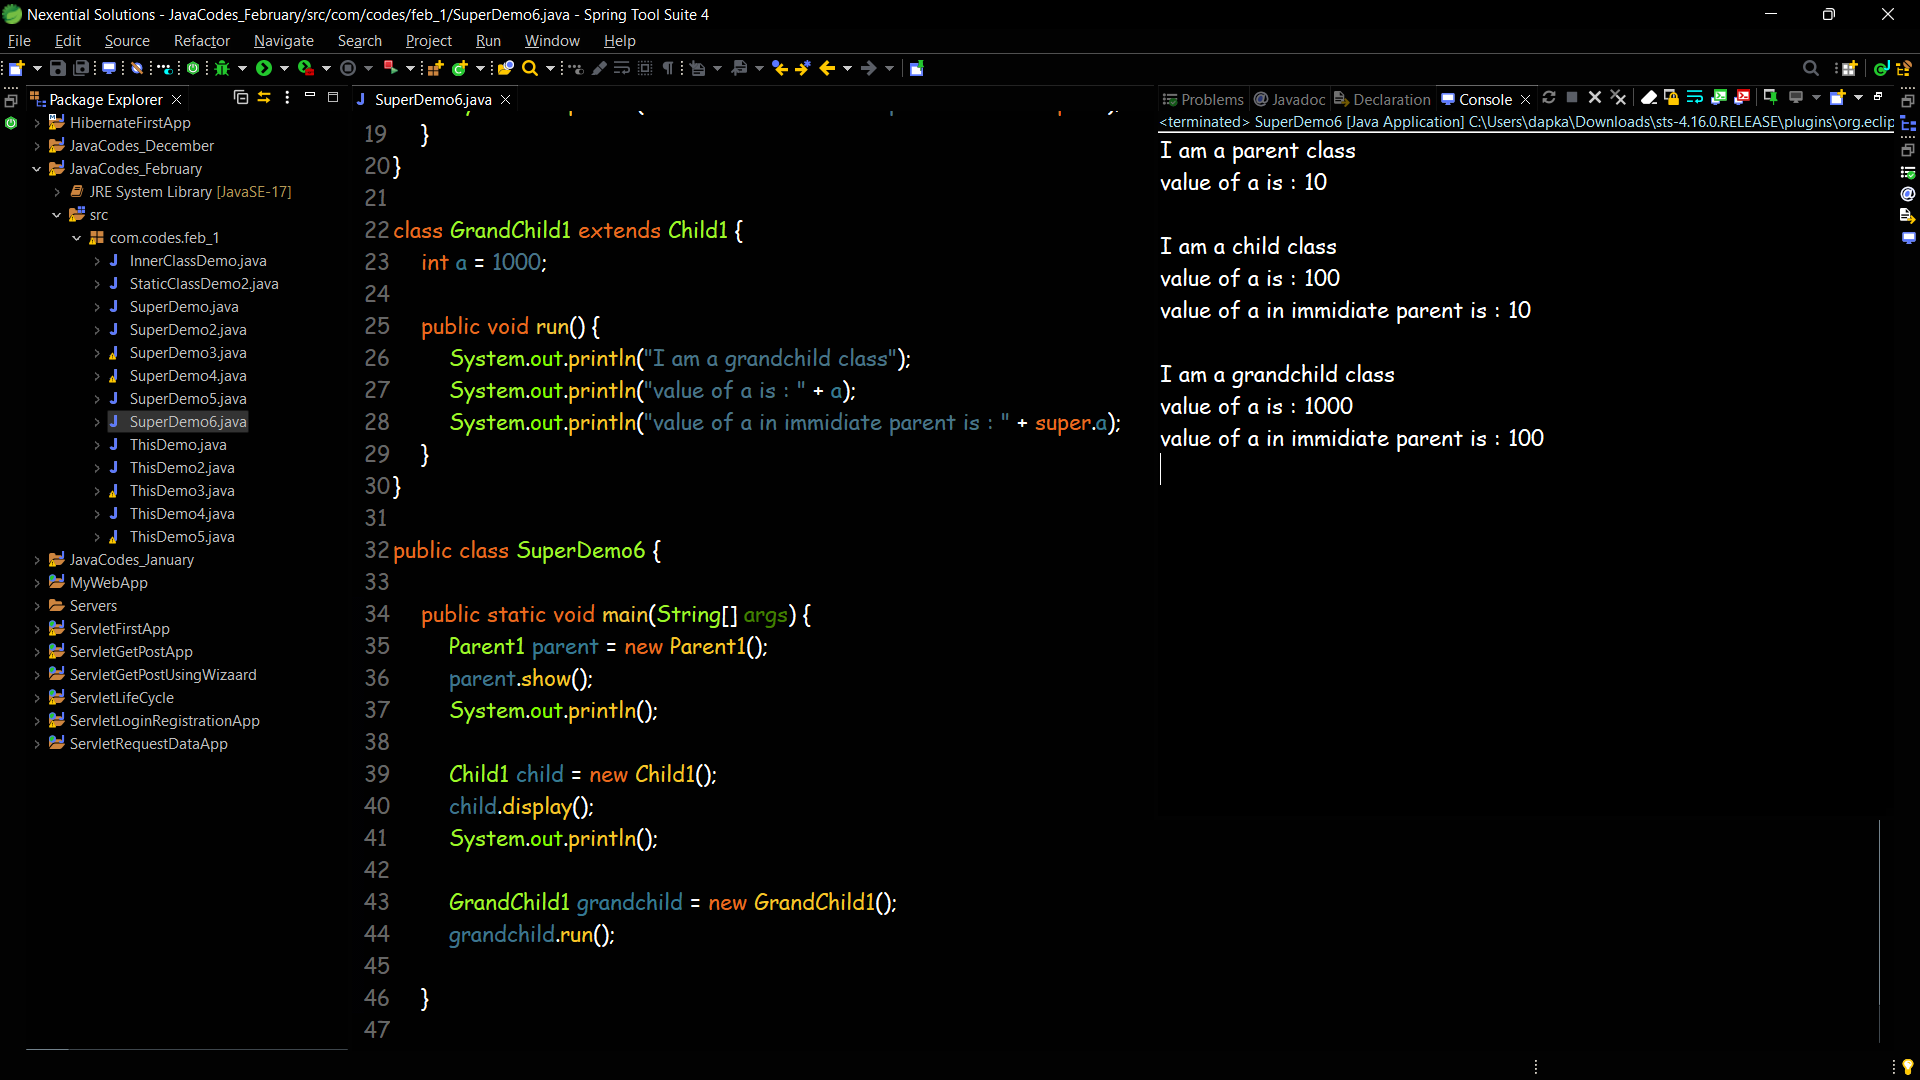 Nexential Solutions - JavaCodes_February/src/com/codes/feb_1/SuperDemo6.java - Spring Tool Suite 4
File Edit Source Refactor Navigate Search Project Run Window Help
Package Explorer
HibernateFirstApp
JavaCodes_December
JavaCodes_February
JRE System Library [JavaSE-17]
src
com.codes.feb_1
InnerClassDemo.java
StaticClassDemo2.java
SuperDemo.java
SuperDemo2.java
SuperDemo3.java
SuperDemo4.java
SuperDemo5.java
SuperDemo6.java
ThisDemo.java
ThisDemo2.java
ThisDemo3.java
ThisDemo4.java
ThisDemo5.java
JavaCodes_January
MyWebApp
Servers
ServletFirstApp
ServletGetPostApp
ServletGetPostUsingWizaard
ServletLifeCycle
ServletLoginRegistrationApp
ServletRequestDataApp
SuperDemo6.java
19 }
20 }
21
22 class GrandChild1 extends Child1 {
23 int a = 1000;
24
25 public void run() {
26 System.out.println("I am a grandchild class");
27 System.out.println("value of a is : " + a);
28 System.out.println("value of a in immidiate parent is : " + super.a);
29 }
30 }
31
32 public class SuperDemo6 {
33
34 public static void main(String[] args) {
35 Parent1 parent = new Parent1();
36 parent.show();
37 System.out.println();
38
39 Child1 child = new Child1();
40 child.display();
41 System.out.println();
42
43 GrandChild1 grandchild = new GrandChild1();
44 grandchild.run();
45
46 }
47
Problems @ Javadoc Declaration Console
<terminated> SuperDemo6 [Java Application] C:\Users\dapka\Downloads\sts-4.16.0.RELEASE\plugins\org.eclip
I am a parent class
value of a is : 10
I am a child class
value of a is : 100
value of a in immidiate parent is : 10
I am a grandchild class
value of a is : 1000
value of a in immidiate parent is : 100